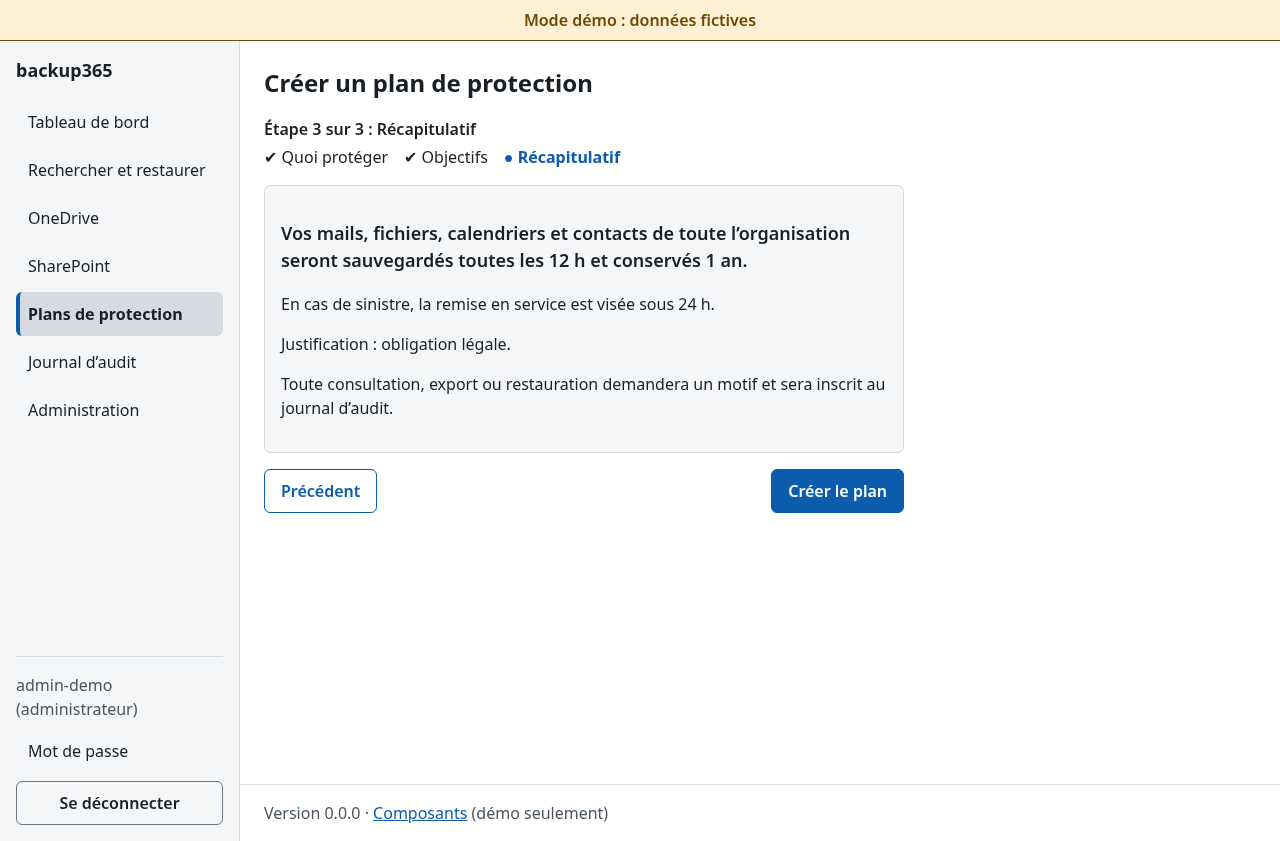 Mode démo : données fictives
backup365
Tableau de bord
Rechercher et restaurer
OneDrive
SharePoint
Plans de protection
Journal d’audit
Administration
admin-demo
(administrateur)
Mot de passe
Se déconnecter
Créer un plan de protection
Étape 3 sur 3 : Récapitulatif
✔ Quoi protéger ✔ Objectifs ● Récapitulatif
Vos mails, fichiers, calendriers et contacts de toute l’organisation
seront sauvegardés toutes les 12 h et conservés 1 an.
En cas de sinistre, la remise en service est visée sous 24 h.
Justification : obligation légale.
Toute consultation, export ou restauration demandera un motif et sera inscrit au
journal d’audit.
Précédent
Créer le plan
Version 0.0.0 · Composants (démo seulement)